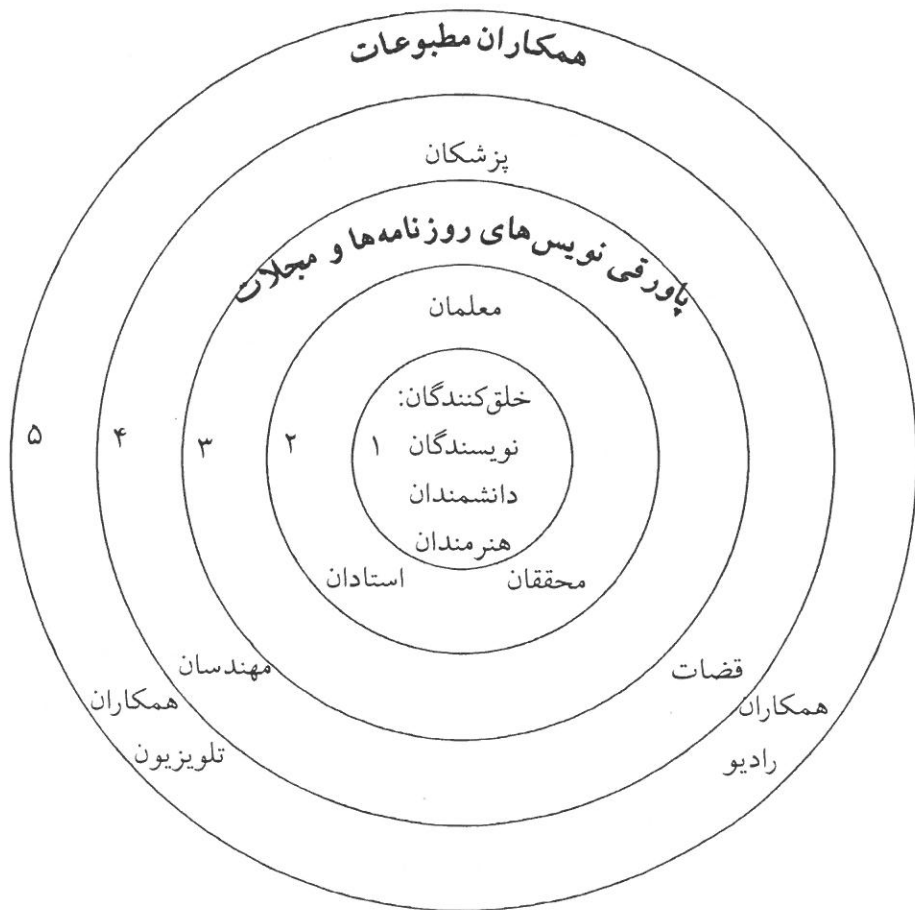 همکاران مطبوعات
پزشکان
پاورقی نویس‌های روزنامه‌ها و مجلات
معلمان
خلق‌کنندگان:
نویسندگان
دانشمندان
هنرمندان
۱
۲
۳
۴
۵
محققان
استادان
قضات
مهندسان
همکاران
رادیو
همکاران
تلویزیون